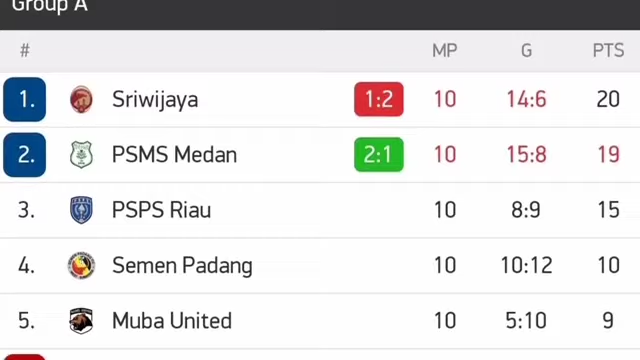 Group A
# MP G PTS
1. Sriwijaya 1:2 10 14:6 20
2. PSMS Medan 2:1 10 15:8 19
3. PSPS Riau 10 8:9 15
4. Semen Padang 10 10:12 10
5. Muba United 10 5:10 9